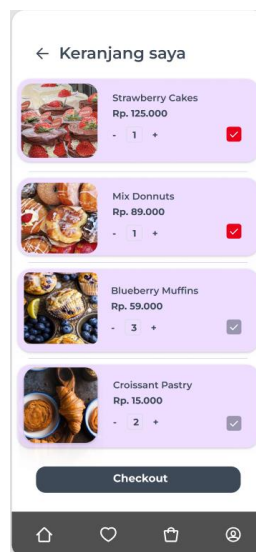 Keranjang saya
Strawberry Cakes
Rp. 125.000
- 1 +
Mix Donnuts
Rp. 89.000
- 1 +
Blueberry Muffins
Rp. 59.000
- 3 +
Croissant Pastry
Rp. 15.000
- 2 +
Checkout